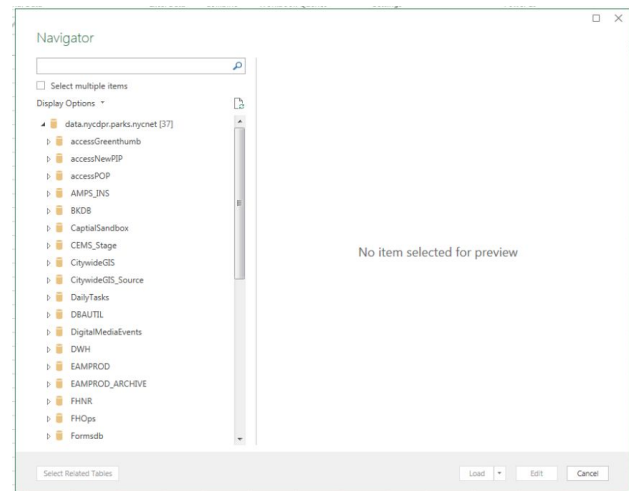 Navigator
Select multiple items
Display Options
data.nycdpr.parks.nycnet [37]
accessGreenthumb
accessNewPIP
accessPOP
AMPS_INS
BKDB
CaptialSandbox
CEMS_Stage
CitywideGIS
CitywideGIS_Source
DailyTasks
DBAUTIL
DigitalMediaEvents
DWH
EAMPROD
EAMPROD_ARCHIVE
FHNR
FHOps
Formsdb
No item selected for preview
Select Related Tables
Load
Edit
Cancel